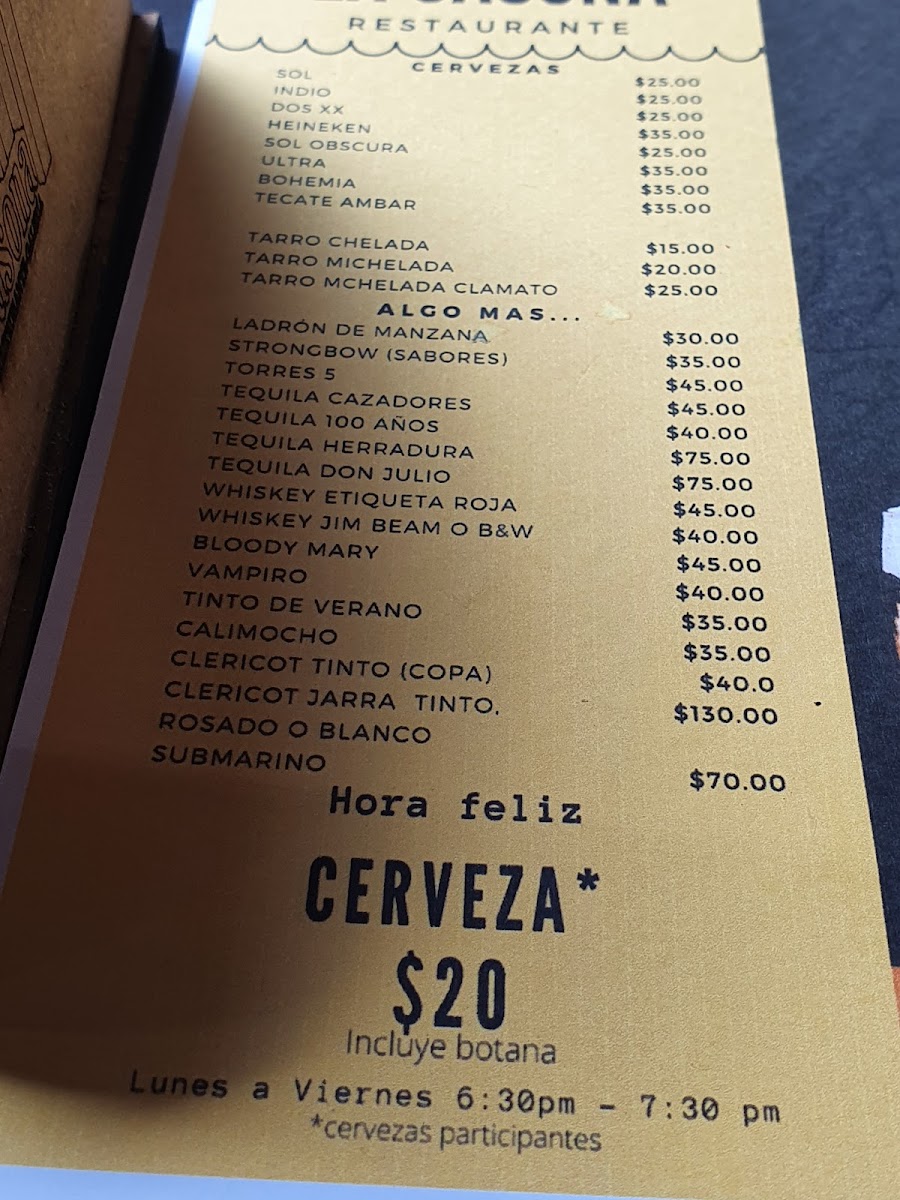 RESTAURANTE
CERVEZAS
SOL $25.00
INDIO $25.00
DOS XX $25.00
HEINEKEN $35.00
SOL OBSCURA $25.00
ULTRA $35.00
BOHEMIA $35.00
TECATE AMBAR $35.00
TARRO CHELADA $15.00
TARRO MICHELADA $20.00
TARRO MCHELADA CLAMATO $25.00
ALGO MAS...
LADRÓN DE MANZANA $30.00
STRONGBOW (SABORES) $35.00
TORRES 5 $45.00
TEQUILA CAZADORES $45.00
TEQUILA 100 AÑOS $40.00
TEQUILA HERRADURA $75.00
TEQUILA DON JULIO $75.00
WHISKEY ETIQUETA ROJA $45.00
WHISKEY JIM BEAM O B&W $40.00
BLOODY MARY $45.00
VAMPIRO $40.00
TINTO DE VERANO $35.00
CALIMOCHO $35.00
CLERICOT TINTO (COPA) $40.0
CLERICOT JARRA TINTO, $130.00
ROSADO O BLANCO
SUBMARINO $70.00
Hora feliz
CERVEZA*
$20
Incluye botana
Lunes a Viernes 6:30pm - 7:30 pm
*cervezas participantes